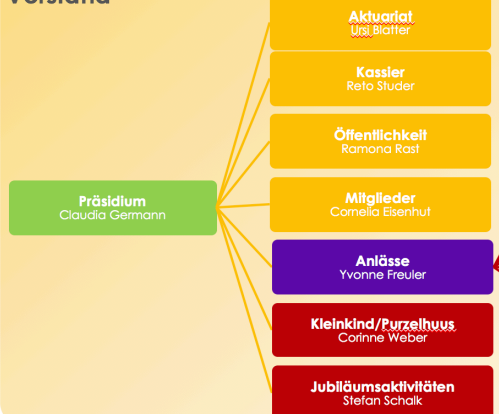 Vorstand
Aktuariat
Ursi Blatter
Kassier
Reto Studer
Öffentlichkeit
Ramona Rast
Präsidium
Claudia Germann
Mitglieder
Cornelia Eisenhut
Anlässe
Yvonne Freuler
Kleinkind/Purzelhuus
Corinne Weber
Jubiläumsaktivitäten
Stefan Schalk